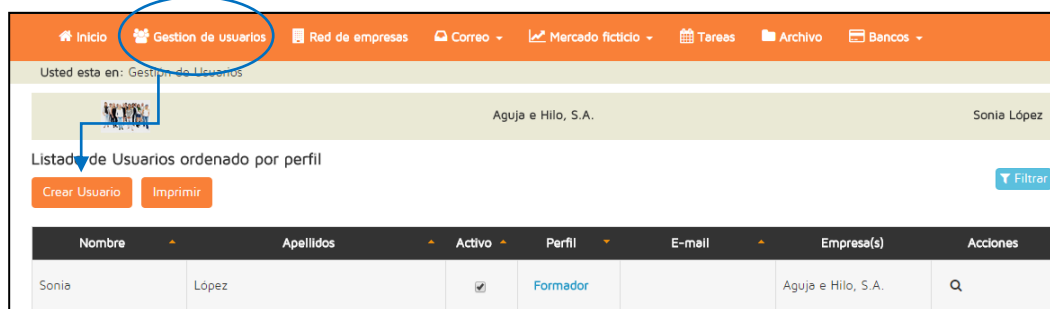 Inicio Gestion de usuarios Red de empresas Correo Mercado ficticio Tareas Archivo Bancos
Usted esta en: Gestión de Usuarios
Aguja e Hilo, S.A. Sonia López
Listado de Usuarios ordenado por perfil
Filtrar
Crear Usuario Imprimir
Nombre Apellidos Activo Perfil E-mail Empresa(s) Acciones
Sonia López Formador Aguja e Hilo, S.A.